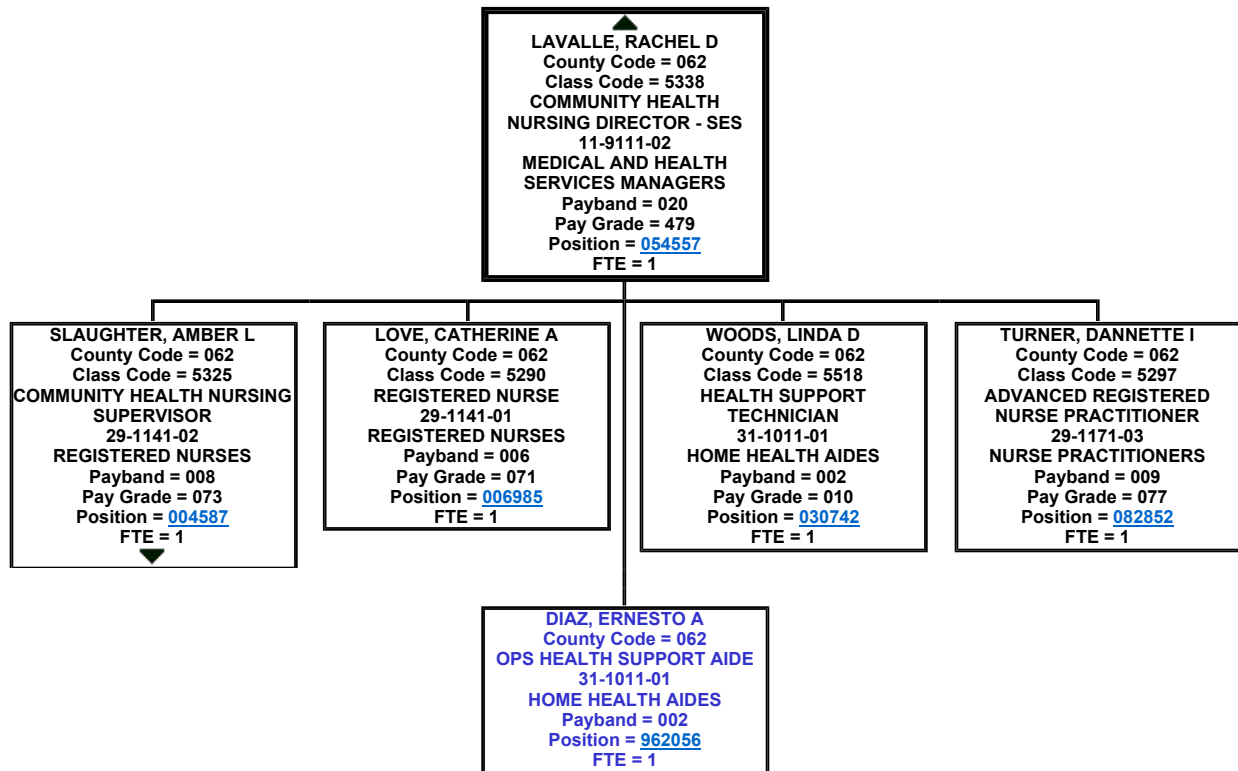 LAVALLE, RACHEL D
County Code = 062
Class Code = 5338
COMMUNITY HEALTH
NURSING DIRECTOR - SES
11-9111-02
MEDICAL AND HEALTH
SERVICES MANAGERS
Payband = 020
Pay Grade = 479
Position = 054557
FTE = 1
SLAUGHTER, AMBER L
County Code = 062
Class Code = 5325
COMMUNITY HEALTH NURSING
SUPERVISOR
29-1141-02
REGISTERED NURSES
Payband = 008
Pay Grade = 073
Position = 004587
FTE = 1
LOVE, CATHERINE A
County Code = 062
Class Code = 5290
REGISTERED NURSE
29-1141-01
REGISTERED NURSES
Payband = 006
Pay Grade = 071
Position = 006985
FTE = 1
WOODS, LINDA D
County Code = 062
Class Code = 5518
HEALTH SUPPORT
TECHNICIAN
31-1011-01
HOME HEALTH AIDES
Payband = 002
Pay Grade = 010
Position = 030742
FTE = 1
TURNER, DANNETTE I
County Code = 062
Class Code = 5297
ADVANCED REGISTERED
NURSE PRACTITIONER
29-1171-03
NURSE PRACTITIONERS
Payband = 009
Pay Grade = 077
Position = 082852
FTE = 1
DIAZ, ERNESTO A
County Code = 062
OPS HEALTH SUPPORT AIDE
31-1011-01
HOME HEALTH AIDES
Payband = 002
Position = 962056
FTE = 1